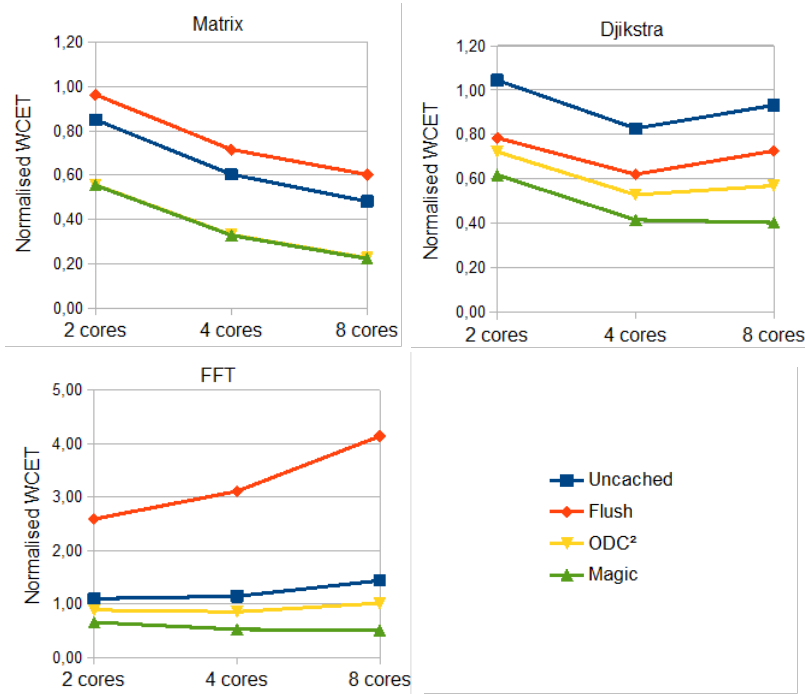 Matrix
Normalised WCET
1,20
1,00
0,80
0,60
0,40
0,20
0,00
2 cores 4 cores 8 cores
Djikstra
Normalised WCET
1,20
1,00
0,80
0,60
0,40
0,20
0,00
2 cores 4 cores 8 cores
FFT
Normalised WCET
5,00
4,00
3,00
2,00
1,00
0,00
2 cores 4 cores 8 cores
Uncached
Flush
ODC²
Magic